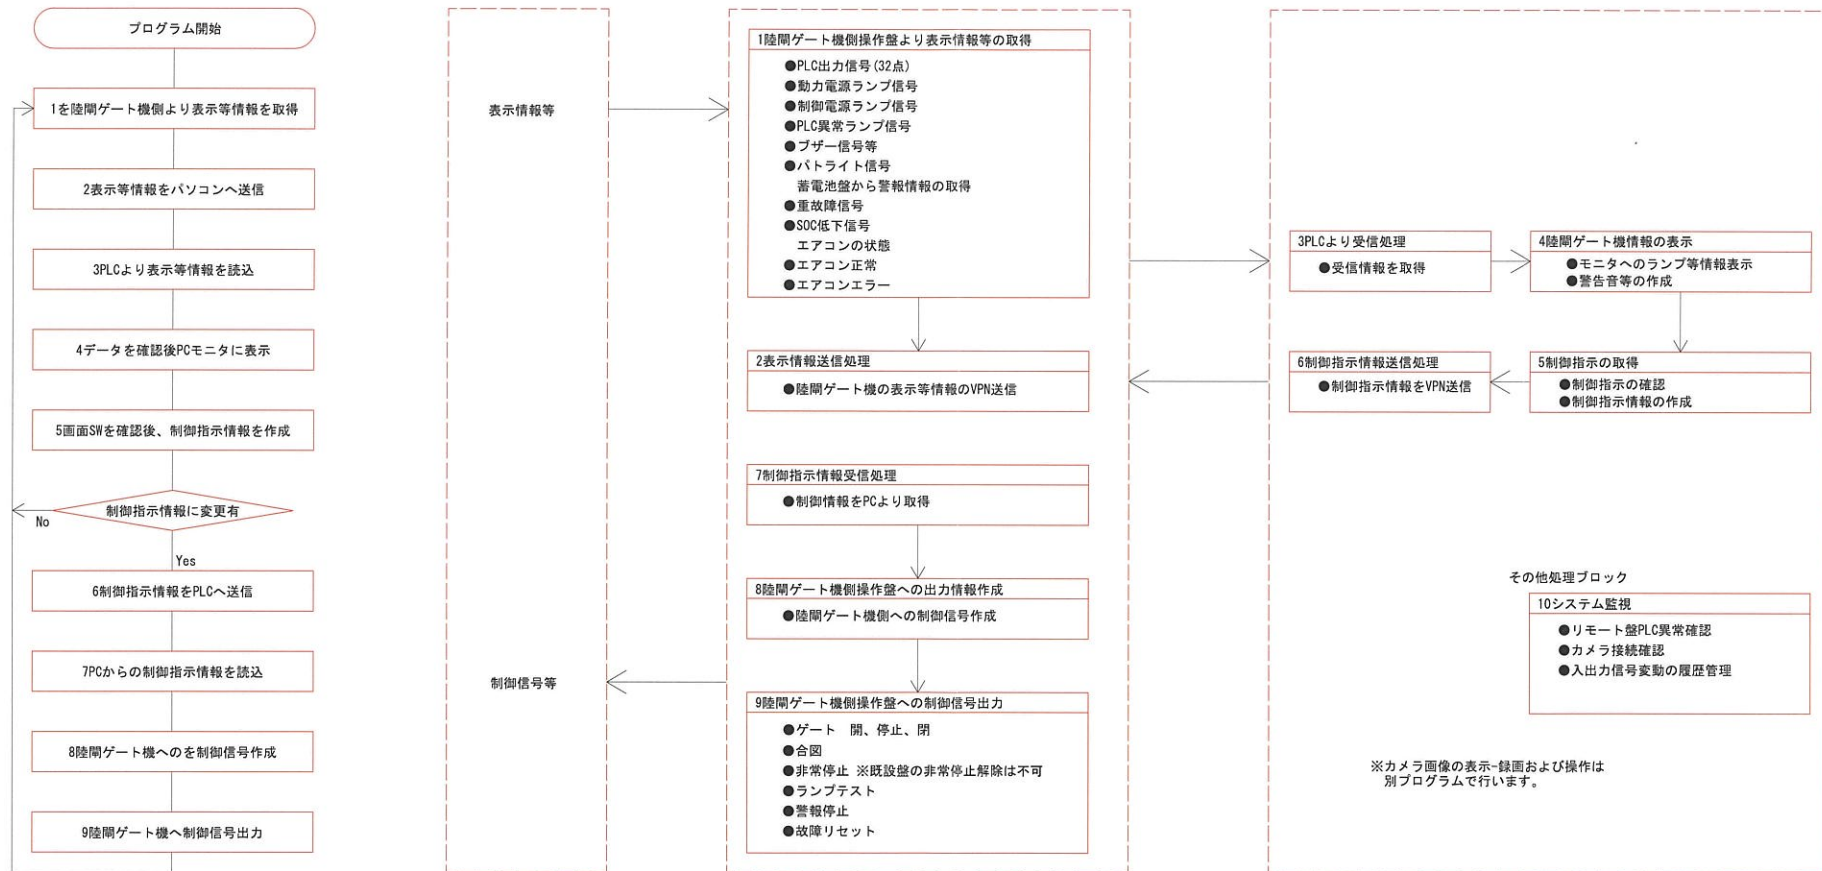 プログラム開始
1を陸閘ゲート機側より表示等情報を取得
2表示等情報をパソコンへ送信
3PLCより表示等情報を読込
4データを確認後PCモニタに表示
5画面SWを確認後、制御指示情報を作成
制御指示情報に変更有
No
Yes
6制御指示情報をPLCへ送信
7PCからの制御指示情報を読込
8陸閘ゲート機へのを制御信号作成
9陸閘ゲート機へ制御信号出力
表示情報等
制御信号等
1陸閘ゲート機側操作盤より表示情報等の取得
●PLC出力信号(32点)
●動力電源ランプ信号
●制御電源ランプ信号
●PLC異常ランプ信号
●ブザー信号等
●パトライト信号
蓄電池盤から警報情報の取得
●重故障信号
●SOC低下信号
エアコンの状態
●エアコン正常
●エアコンエラー
2表示情報送信処理
●陸閘ゲート機の表示等情報のVPN送信
7制御指示情報受信処理
●制御情報をPCより取得
8陸閘ゲート機側操作盤への出力情報作成
●陸閘ゲート機側への制御信号作成
9陸閘ゲート機側操作盤への制御信号出力
●ゲート 開、停止、閉
●合図
●非常停止 ※既設盤の非常停止解除は不可
●ランプテスト
●警報停止
●故障リセット
3PLCより受信処理
●受信情報を取得
4陸閘ゲート機情報の表示
●モニタへのランプ等情報表示
●警告音等の作成
6制御指示情報送信処理
●制御指示情報をVPN送信
5制御指示の取得
●制御指示の確認
●制御指示情報の作成
その他処理ブロック
10システム監視
●リモート盤PLC異常確認
●カメラ接続確認
●入出力信号変動の履歴管理
※カメラ画像の表示-録画および操作は
別プログラムで行います。